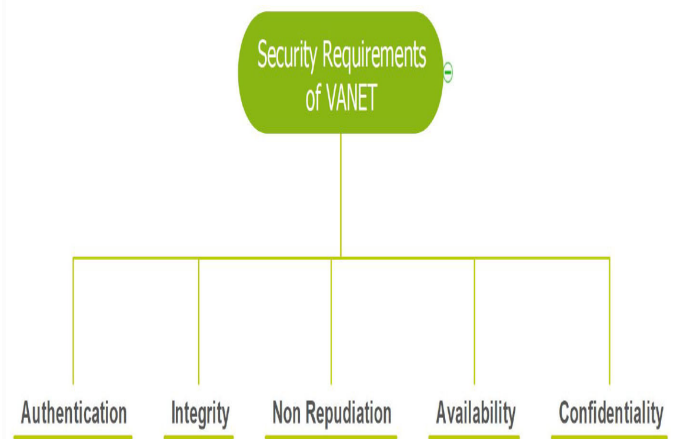 Security Requirements
of VANET
Authentication
Integrity
Non Repudiation
Availability
Confidentiality